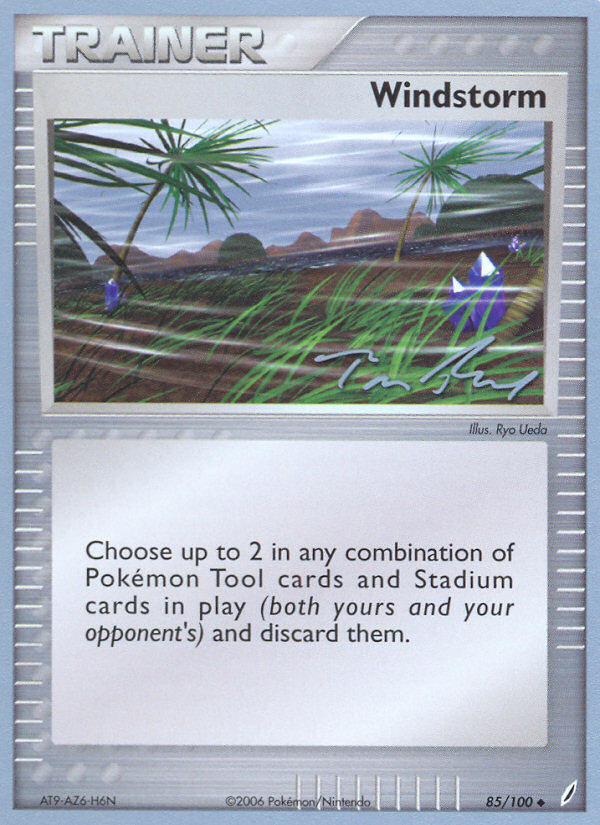 TRAINER
Windstorm
Illus. Ryo Ueda
Choose up to 2 in any combination of
Pokémon Tool cards and Stadium
cards in play (both yours and your
opponent's) and discard them.
AT9-AZ6-H6N
©2006 Pokémon/Nintendo
85/100 ◆